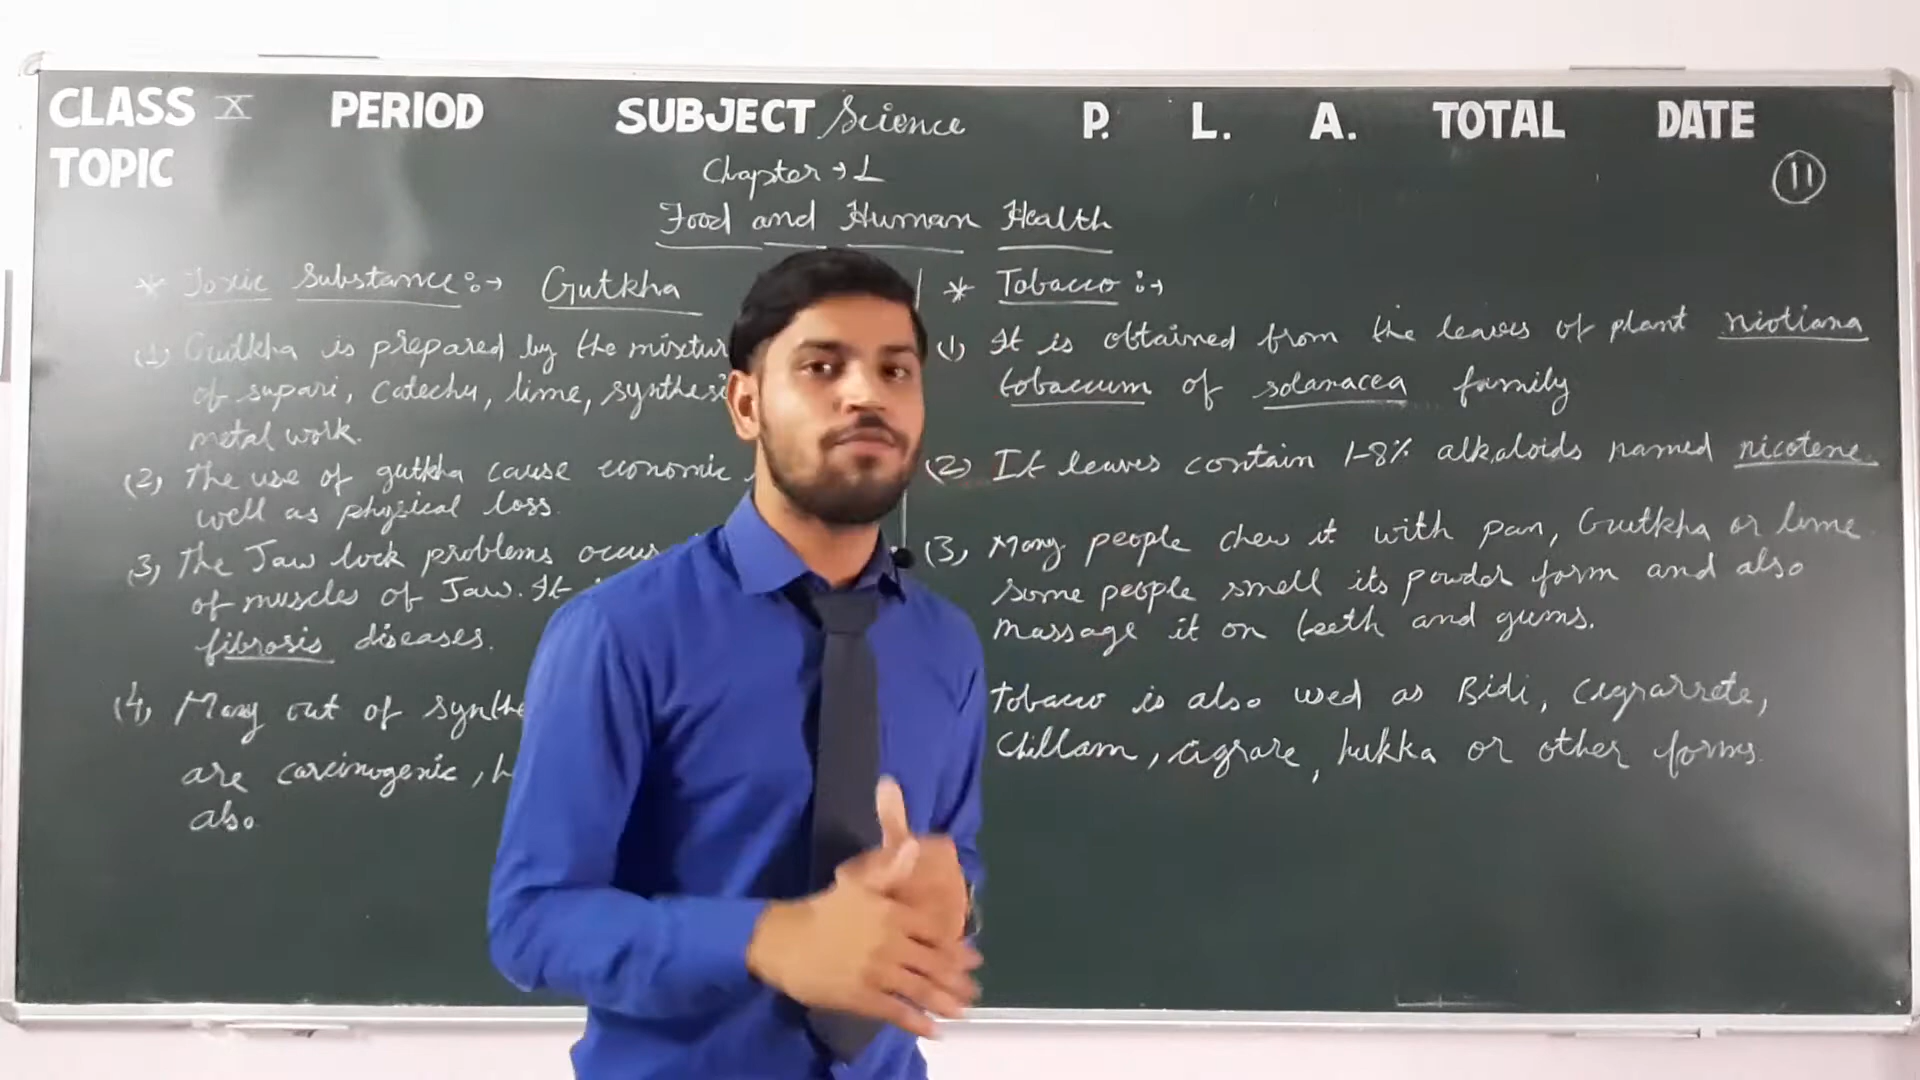 CLASS X PERIOD SUBJECT Science P. L. A. TOTAL DATE
TOPIC
Chapter → 1
11
Food and Human Health
* Toxic Substance :→ Gutkha
(1) Gutkha is prepared by the mixtur
of supari, Catechu, lime, synthesi
metal work.
(2) The use of gutkha cause economic
well as physical loss.
(3) The Jaw lock problems occur
of muscles of Jaw. It
fibrosis diseases.
(4) Many out of synthe
are carcinogenic, h
also
* Tobacco :→
(1) It is obtained from the leaves of plant niotiana
tobaccum of solanacea family
(2) It leaves contain 1-8% alkaloids named nicotene.
(3) Many people chew it with pan, Gutkha or lime
some people smell its powder form and also
massage it on teeth and gums.
tobacco is also used as Bidi, cigrarrete,
Chillam, cigrare, hukka or other forms.